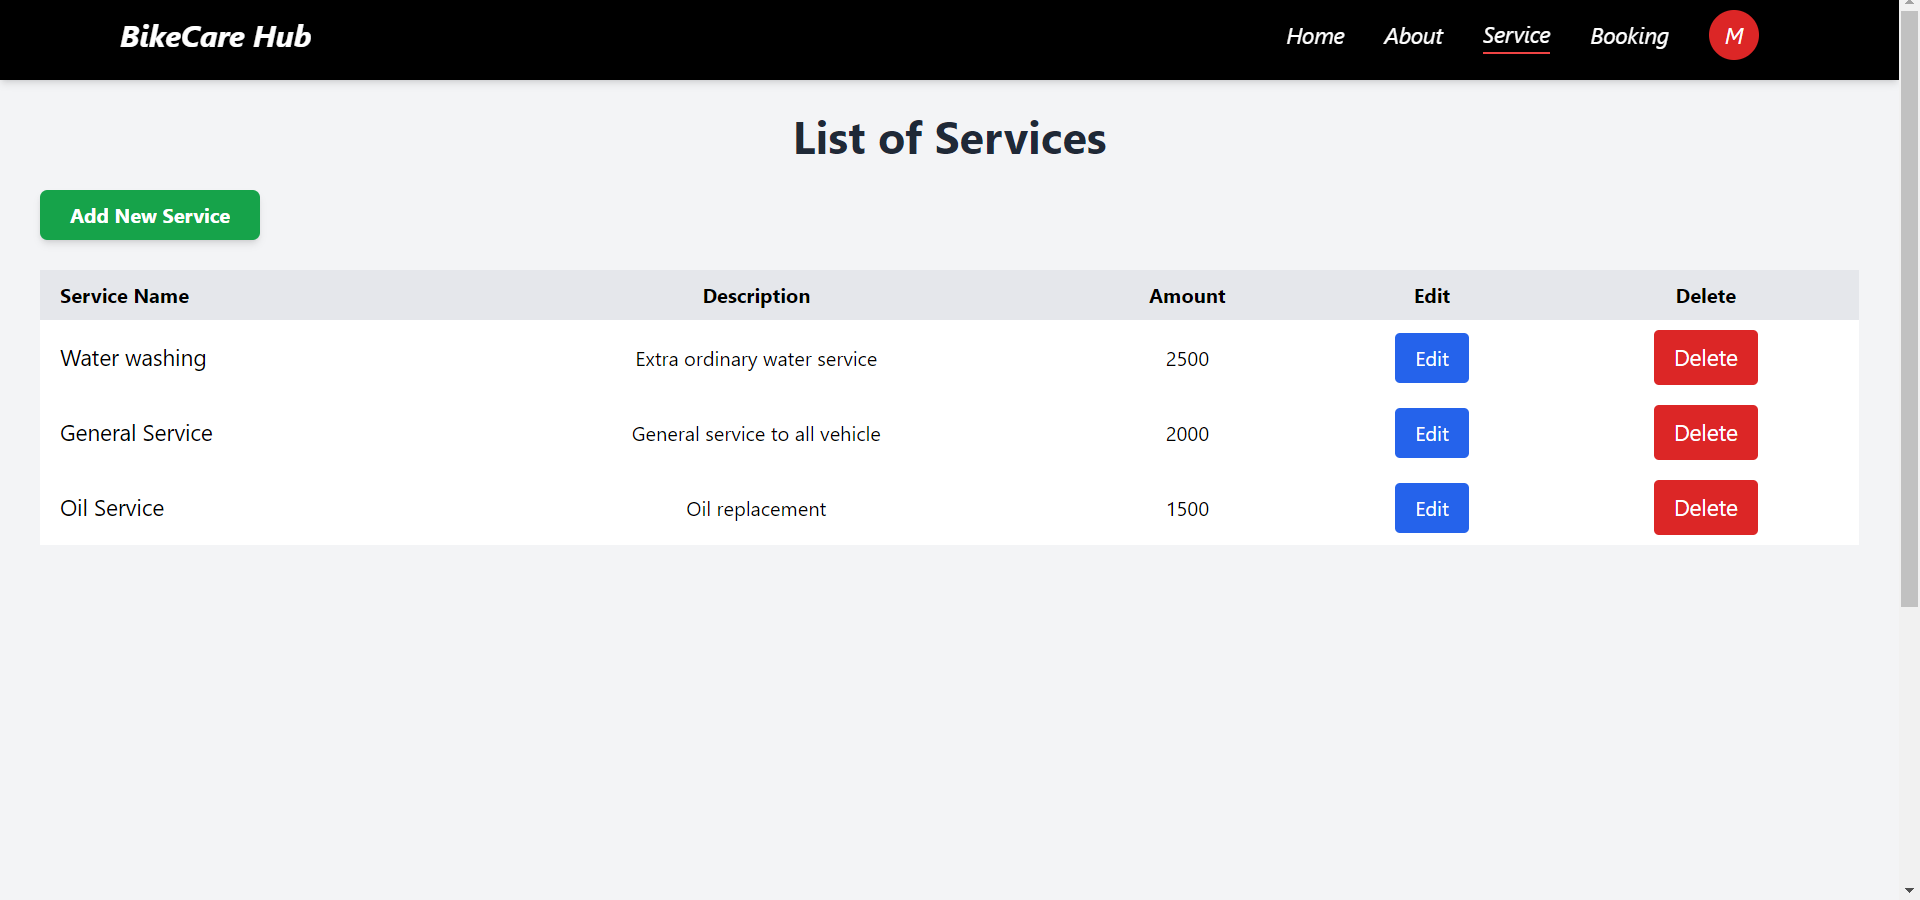 BikeCare Hub Home About Service Booking M
List of Services
Add New Service
Service Name Description Amount Edit Delete
Water washing Extra ordinary water service 2500 Edit Delete
General Service General service to all vehicle 2000 Edit Delete
Oil Service Oil replacement 1500 Edit Delete